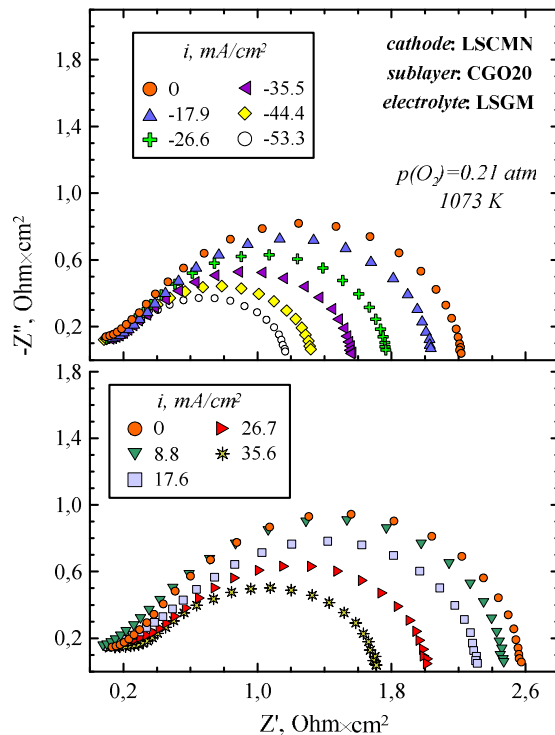 i, mA/cm²
0
-17.9
-26.6
-35.5
-44.4
-53.3
cathode: LSCMN
sublayer: CGO20
electrolyte: LSGM
p(O₂)=0.21 atm
1073 K
1,8
1,4
1,0
0,6
0,2
-Z'', Ohm×cm²
i, mA/cm²
0
8.8
17.6
26.7
35.6
1,8
1,4
1,0
0,6
0,2
0,2
1,0
1,8
2,6
Z', Ohm×cm²